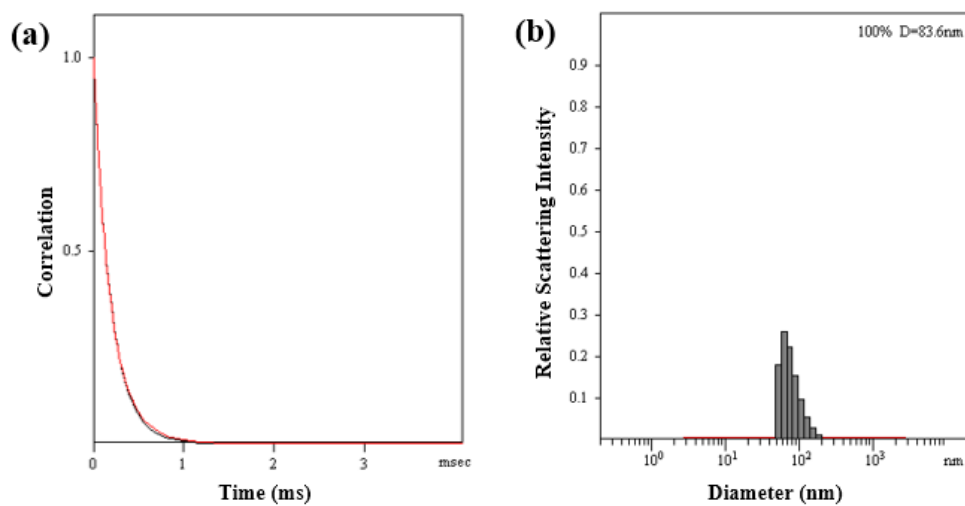 (a)
1.0
0.5
Correlation
0
1
2
3
msec
Time (ms)
(b)
100% D=83.6nm
0.9
0.8
0.7
0.6
0.5
0.4
0.3
0.2
0.1
Relative Scattering Intensity
10⁰
10¹
10²
10³
nm
Diameter (nm)